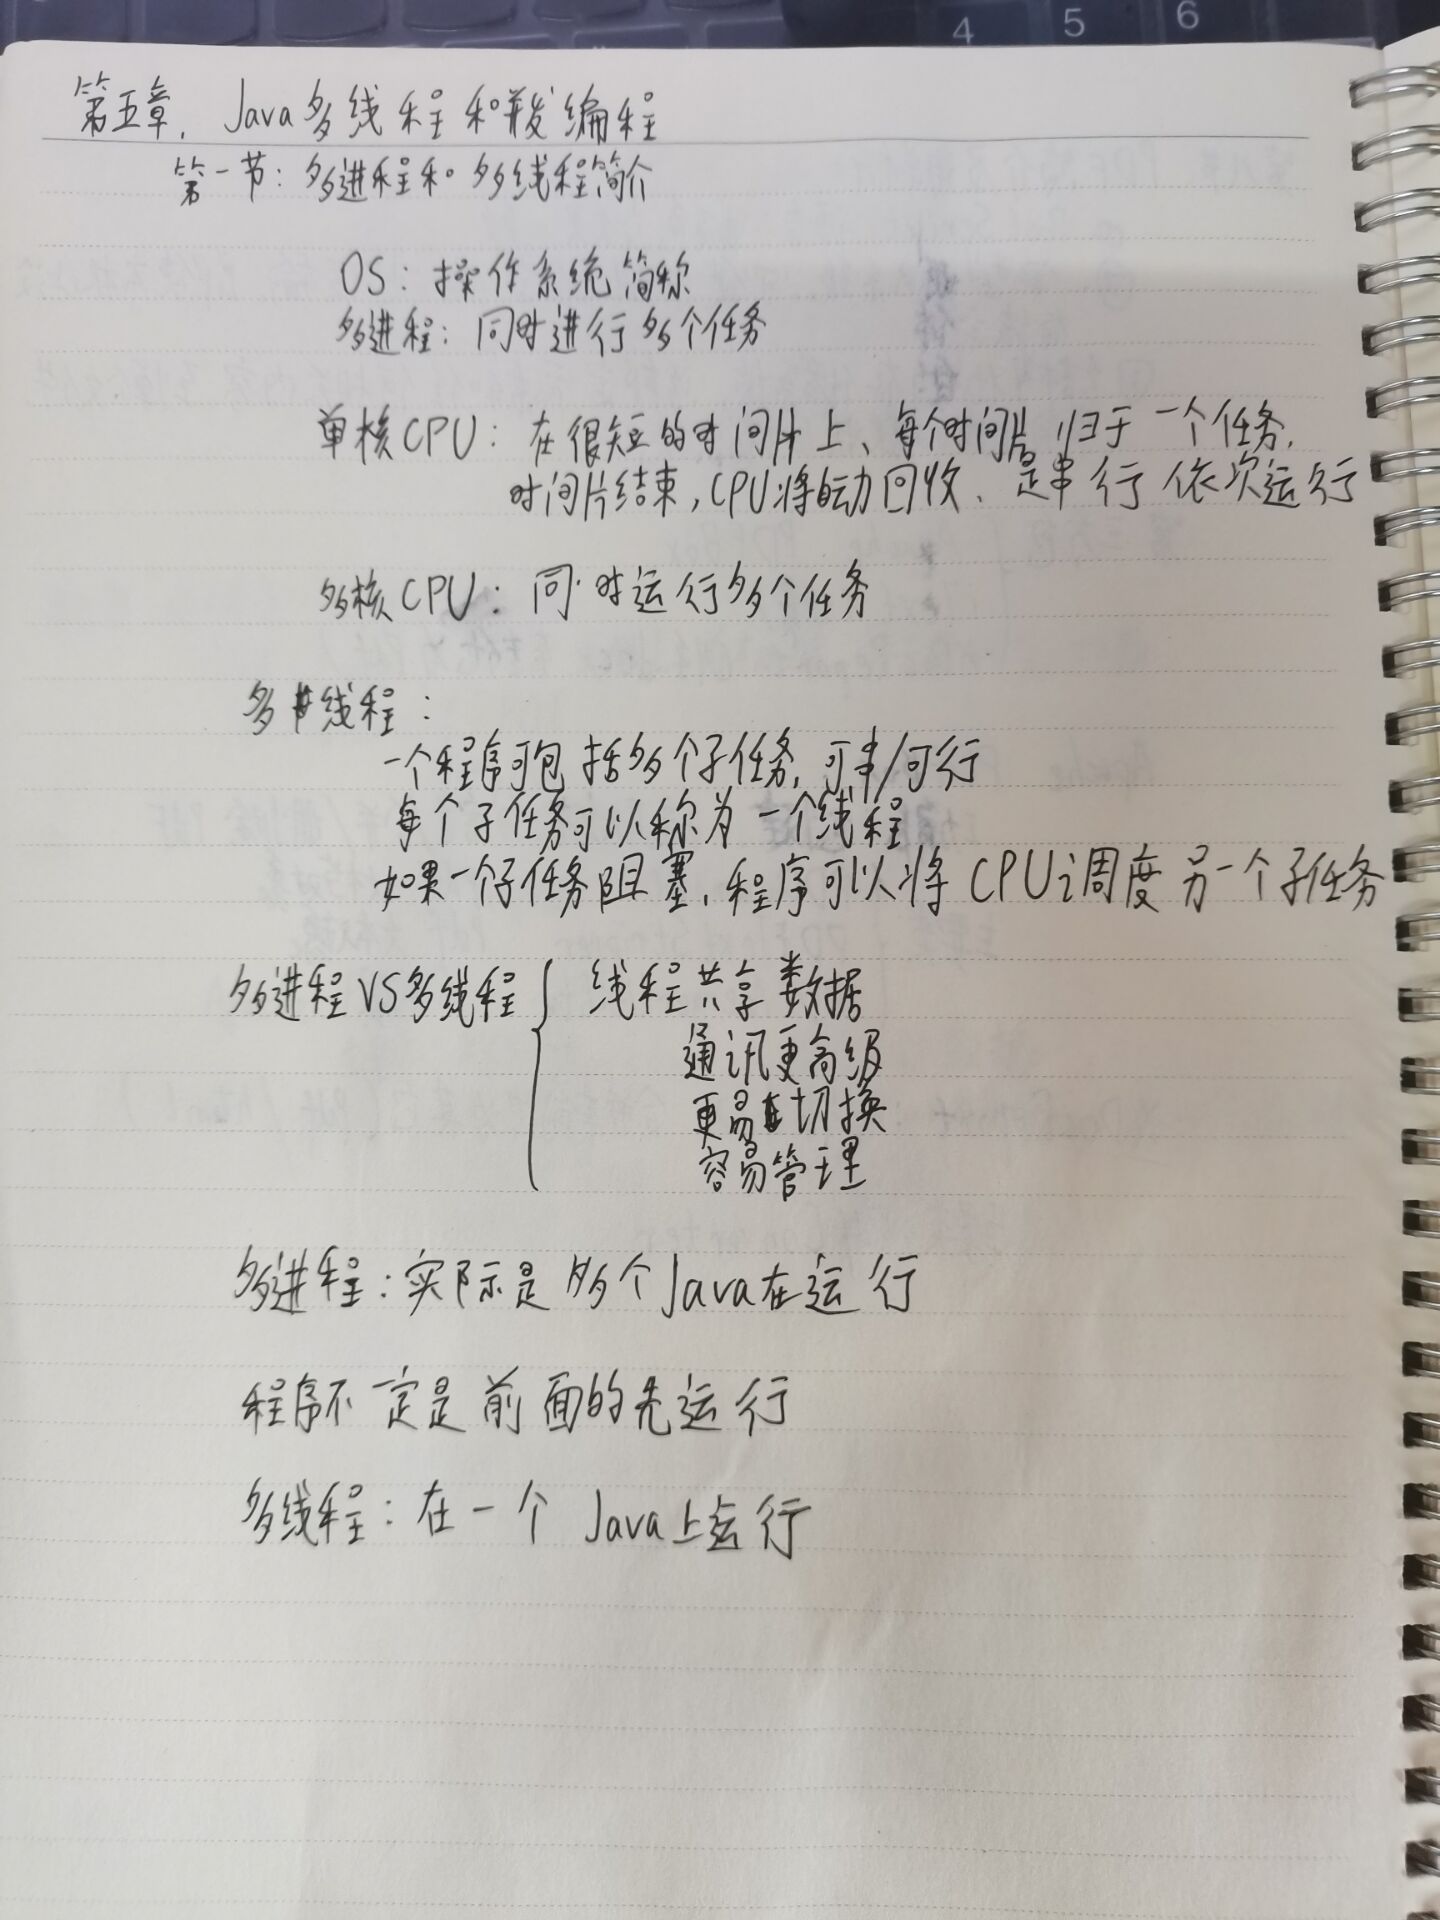 4 5 6
第五章. Java多线程和并发编程
第一节：多进程和多线程简介
OS：操作系统简称
多进程：同时进行多个任务
单核CPU：在很短的时间片上、每个时间片归于一个任务,
时间片结束,CPU将自动回收、是串行依次运行
多核CPU：同时运行多个任务
多线程：
一个程序可包括多个子任务,可串/可行
每个子任务可以称为一个线程
如果一个子任务阻塞,程序可以将CPU调度另一个子任务
多进程VS多线程{线程共享数据
通讯更高级
更易切换
容易管理
多进程：实际是多个Java在运行
程序不一定是前面的先运行
多线程：在一个Java上运行